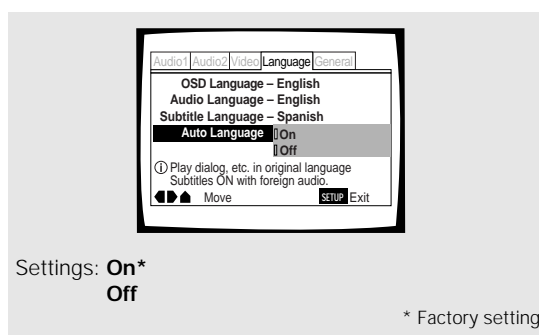 Audio1 Audio2 Video Language General
OSD Language – English
Audio Language – English
Subtitle Language – Spanish
Auto Language On
Off
Play dialog, etc. in original language
Subtitles ON with foreign audio.
Move SETUP Exit
Settings: On*
Off
* Factory setting